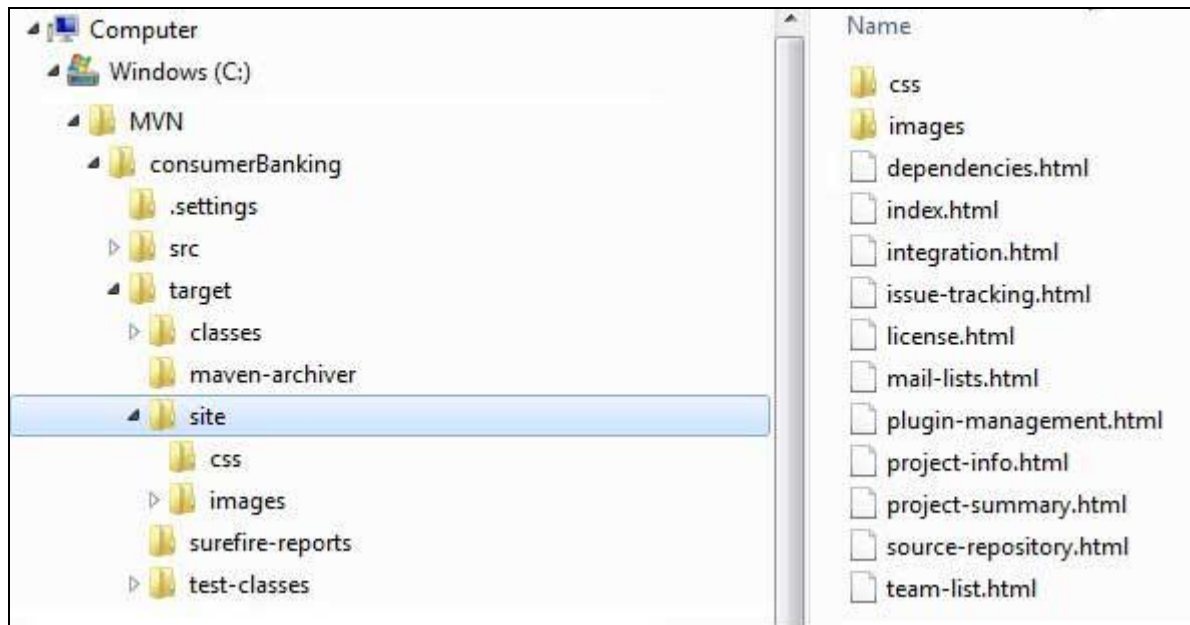 Computer
Windows (C:)
MVN
consumerBanking
.settings
src
target
classes
maven-archiver
site
css
images
surefire-reports
test-classes
Name
css
images
dependencies.html
index.html
integration.html
issue-tracking.html
license.html
mail-lists.html
plugin-management.html
project-info.html
project-summary.html
source-repository.html
team-list.html